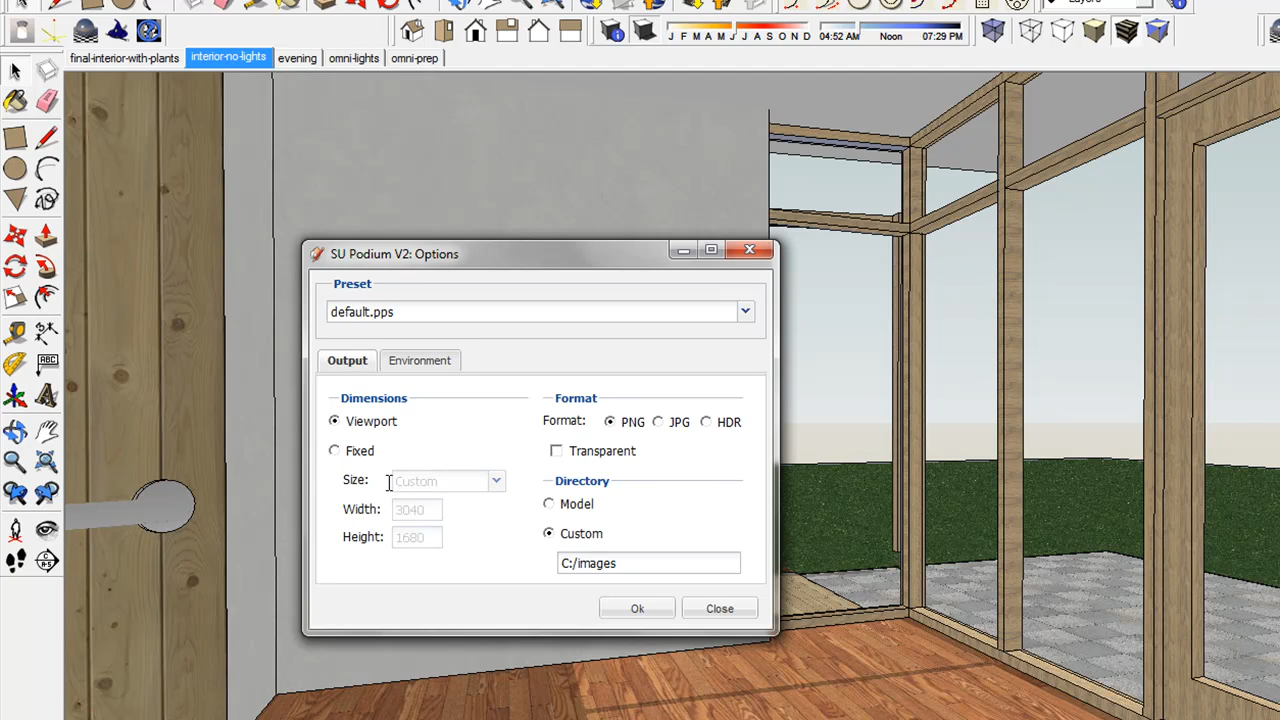 Layers
J F M A M J J A S O N D
04:52 AM Noon 07:29 PM
final-interior-with-plants interior-no-lights evening omni-lights omni-prep
SU Podium V2: Options
Preset
default.pps
Output Environment
Dimensions
Viewport
Fixed
Size: Custom
Width: 3040
Height: 1680
Format
Format: PNG JPG HDR
Transparent
Directory
Model
Custom
C:/images
Ok Close
ABC